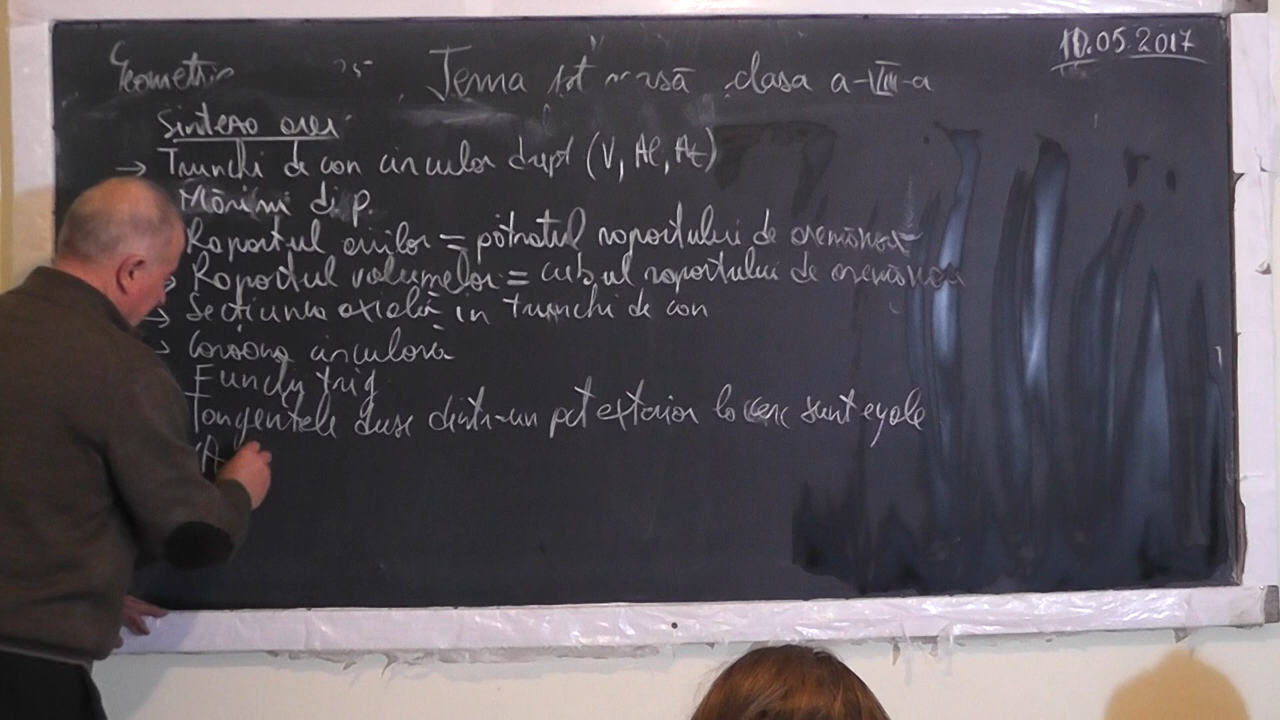 10.05.2017
Geometrie Tema clasa a-VIII-a
Sinteza orei
→ Trunchi de con circular drept (V, Al, At)
Mărimi d. p.
Raportul ariilor = pătratul raportului de asemănare
→ Raportul volumelor = cubul raportului de asemănare
→ Secțiunea axială în trunchi de con
→ Coroana circulară
Funcții trig
Tangentele duse dintr-un pct exterior la cerc sunt egale